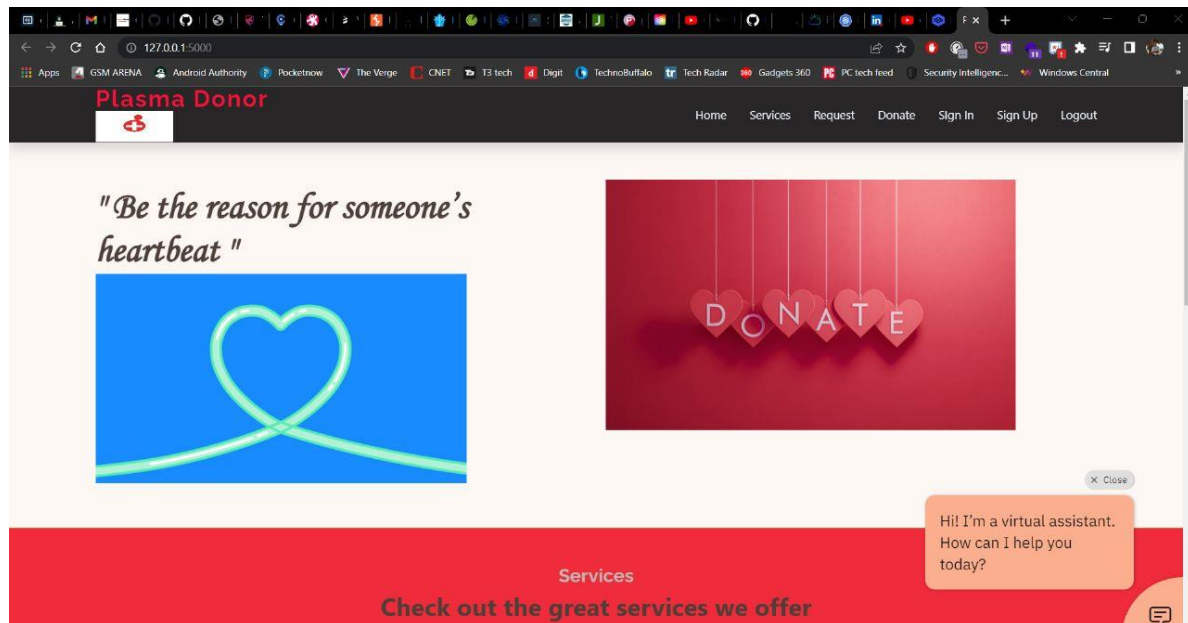 127.0.0.1:5000
Apps GSM ARENA Android Authority Pocketnow The Verge CNET T3 tech Digit TechnoBuffalo Tech Radar Gadgets 360 PC tech feed Security Intelligenc... Windows Central »
Plasma Donor
Home Services Request Donate SIgn In Sign Up Logout
" Be the reason for someone’s
heartbeat "
DONATE
× Close
Hi! I’m a virtual assistant.
How can I help you
today?
Services
Check out the great services we offer